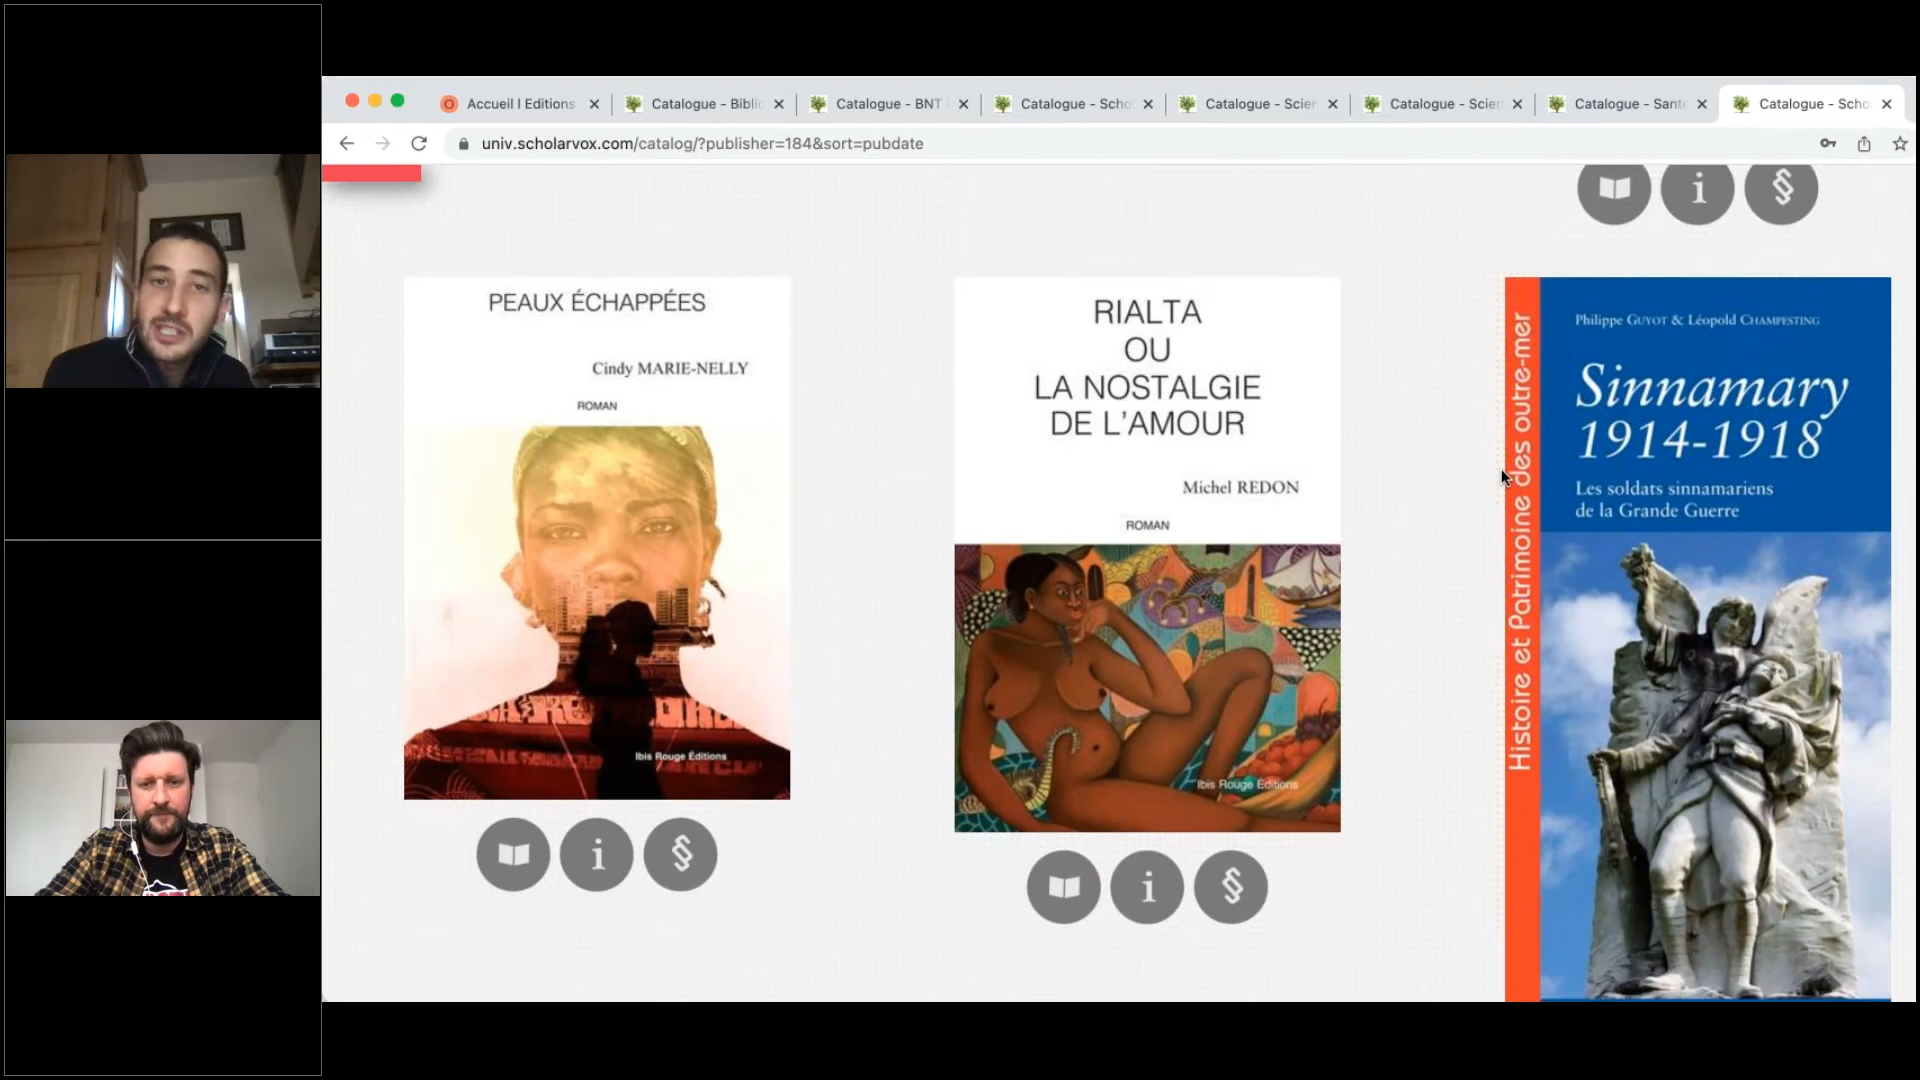 Accueil I Editions
Catalogue - Biblio
Catalogue - BNT
Catalogue - Scho
Catalogue - Scien
Catalogue - Scien
Catalogue - Santé
Catalogue - Scho
univ.scholarvox.com/catalog/?publisher=184&sort=pubdate
PEAUX ÉCHAPPÉES
Cindy MARIE-NELLY
ROMAN
Ibis Rouge Éditions
RIALTA
OU
LA NOSTALGIE
DE L'AMOUR
Michel REDON
ROMAN
Ibis Rouge Éditions
Histoire et Patrimoine des outre-mer
Philippe GUYOT & Léopold CHAMPESTING
Sinnamary
1914-1918
Les soldats sinnamariens
de la Grande Guerre